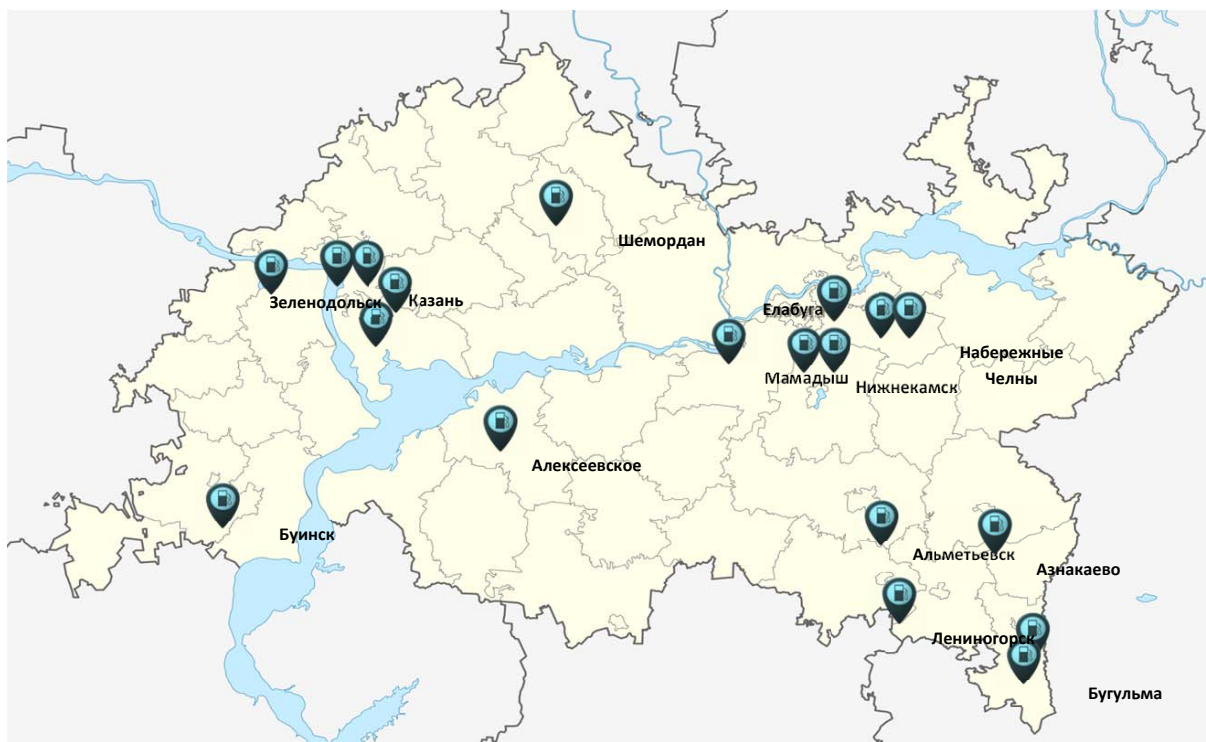 Шемордан
Зеленодольск
Казань
Елабуга
Набережные
Челны
Мамадыш
Нижнекамск
Алексеевское
Буинск
Альметьевск
Азнакаево
Лениногорск
Бугульма